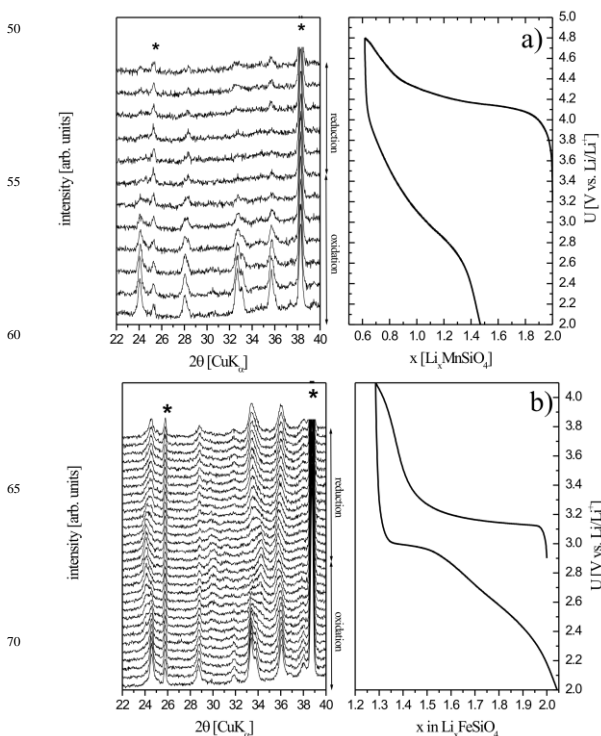 50
55
60
65
70
*
*
a)
intensity [arb. units]
reduction
oxidation
22 24 26 28 30 32 34 36 38 40
2θ [CuKα]
5.0
4.8
4.6
4.4
4.2
4.0
3.8
3.6
3.4
3.2
3.0
2.8
2.6
2.4
2.2
2.0
U [V vs. Li/Li+]
0.6 0.8 1.0 1.2 1.4 1.6 1.8 2.0
x [LixMnSiO4]
*
*
b)
intensity [arb. units]
reduction
oxidation
22 24 26 28 30 32 34 36 38 40
2θ [CuKα]
4.0
3.8
3.6
3.4
3.2
3.0
2.8
2.6
2.4
2.2
2.0
U [V vs. Li/Li+]
1.2 1.3 1.4 1.5 1.6 1.7 1.8 1.9 2.0
x in LixFeSiO4